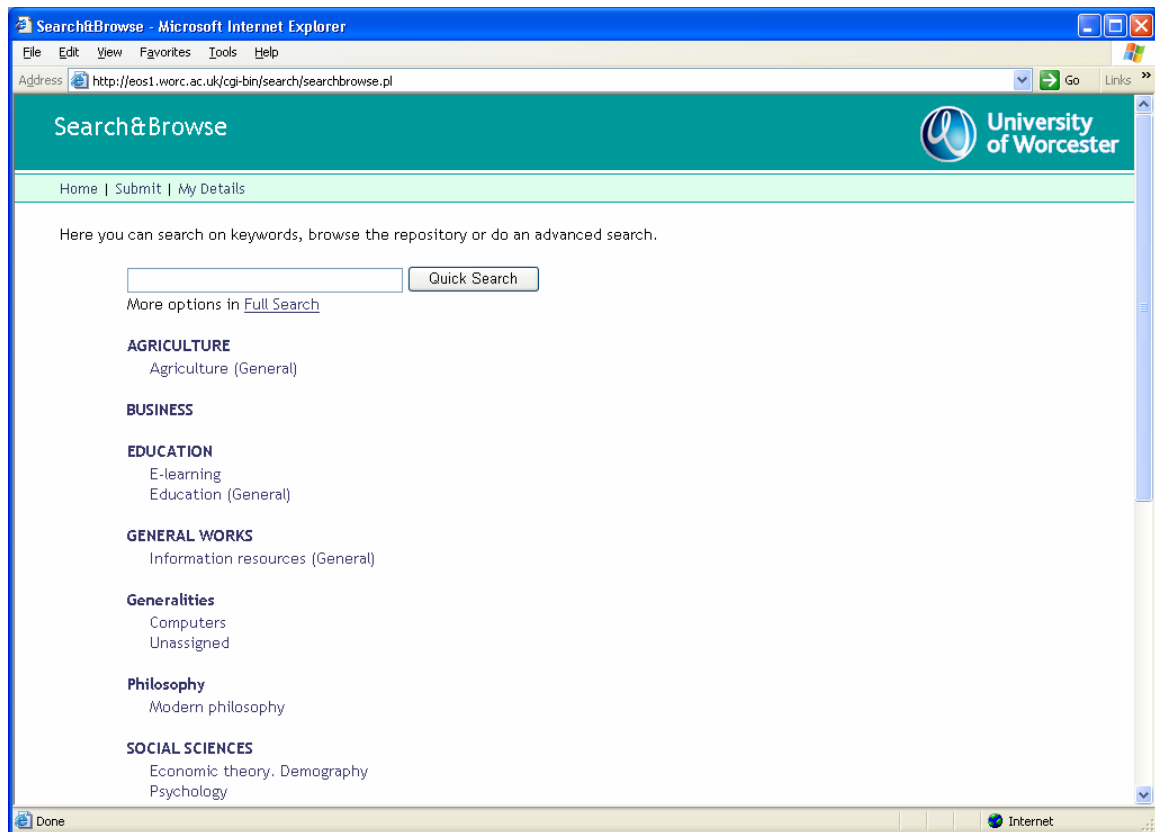 Search&Browse - Microsoft Internet Explorer
File Edit View Favorites Tools Help
Address http://eos1.worc.ac.uk/cgi-bin/search/searchbrowse.pl Go Links »
Search&Browse
University
of Worcester
Home | Submit | My Details
Here you can search on keywords, browse the repository or do an advanced search.
Quick Search
More options in Full Search
AGRICULTURE
Agriculture (General)
BUSINESS
EDUCATION
E-learning
Education (General)
GENERAL WORKS
Information resources (General)
Generalities
Computers
Unassigned
Philosophy
Modern philosophy
SOCIAL SCIENCES
Economic theory. Demography
Psychology
Done Internet